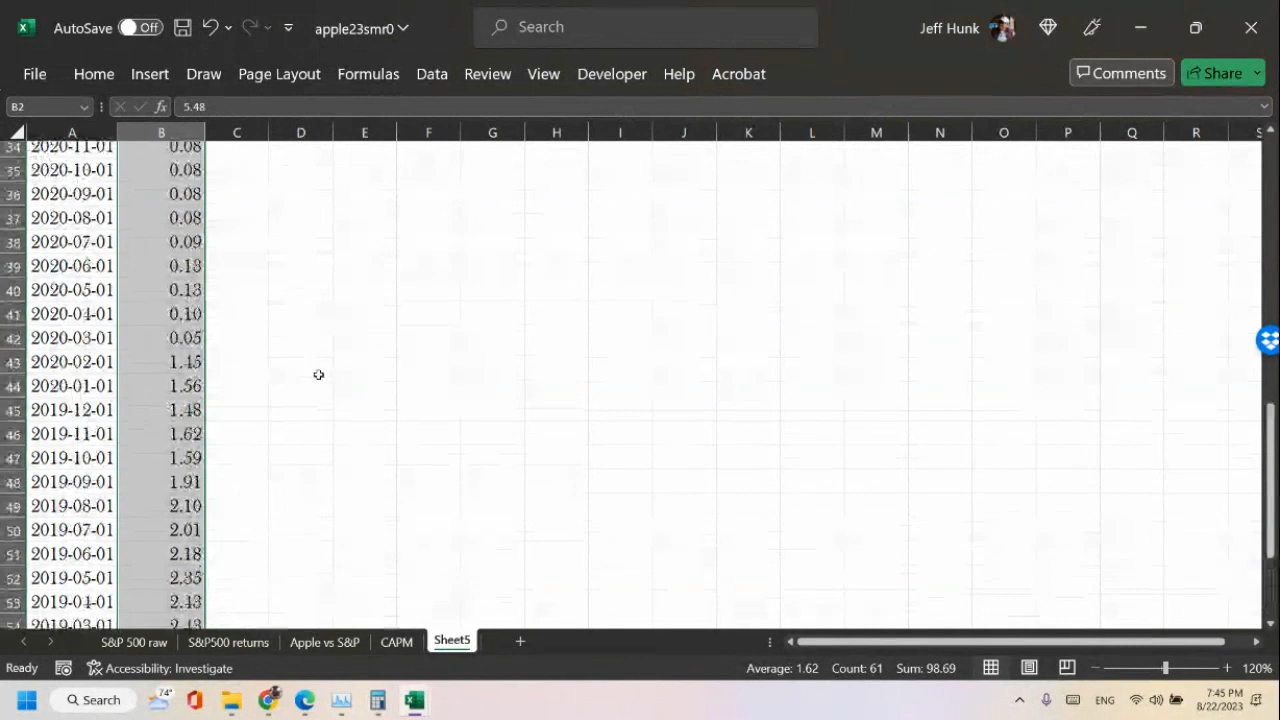 AutoSave Off apple23smr0 Search Jeff Hunk
File Home Insert Draw Page Layout Formulas Data Review View Developer Help Acrobat Comments Share
B2 fx 5.48
A B C D E F G H I J K L M N O P Q R S
34 2020-11-01 0.08
35 2020-10-01 0.08
36 2020-09-01 0.08
37 2020-08-01 0.08
38 2020-07-01 0.09
39 2020-06-01 0.13
40 2020-05-01 0.13
41 2020-04-01 0.10
42 2020-03-01 0.05
43 2020-02-01 1.45
44 2020-01-01 1.56
45 2019-12-01 1.48
46 2019-11-01 1.62
47 2019-10-01 1.59
48 2019-09-01 1.91
49 2019-08-01 2.10
50 2019-07-01 2.01
51 2019-06-01 2.18
52 2019-05-01 2.35
53 2019-04-01 2.43
54 2019-03-01 2.43
S&P 500 raw S&P500 returns Apple vs S&P CAPM Sheet5
Ready Accessibility: Investigate Average: 1.62 Count: 61 Sum: 98.69 120%
Search 74° ENG 7:45 PM
8/22/2023